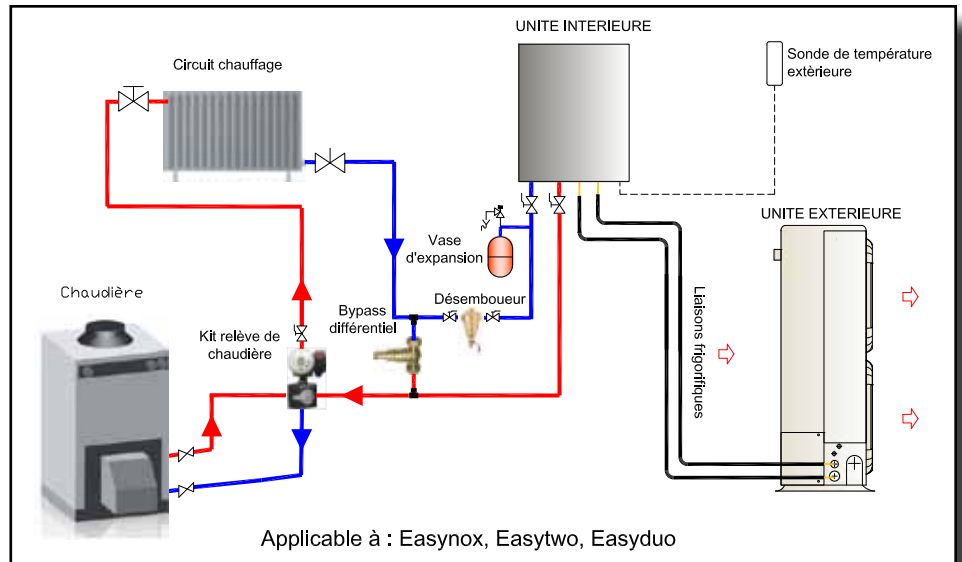 UNITE INTERIEURE
Circuit chauffage
Sonde de température
extèrieure
UNITE EXTERIEURE
Vase
d'expansion
Chaudière
Bypass
différentiel
Désemboueur
Kit relève de
chaudière
Liaisons frigorifiques
Applicable à : Easynox, Easytwo, Easyduo